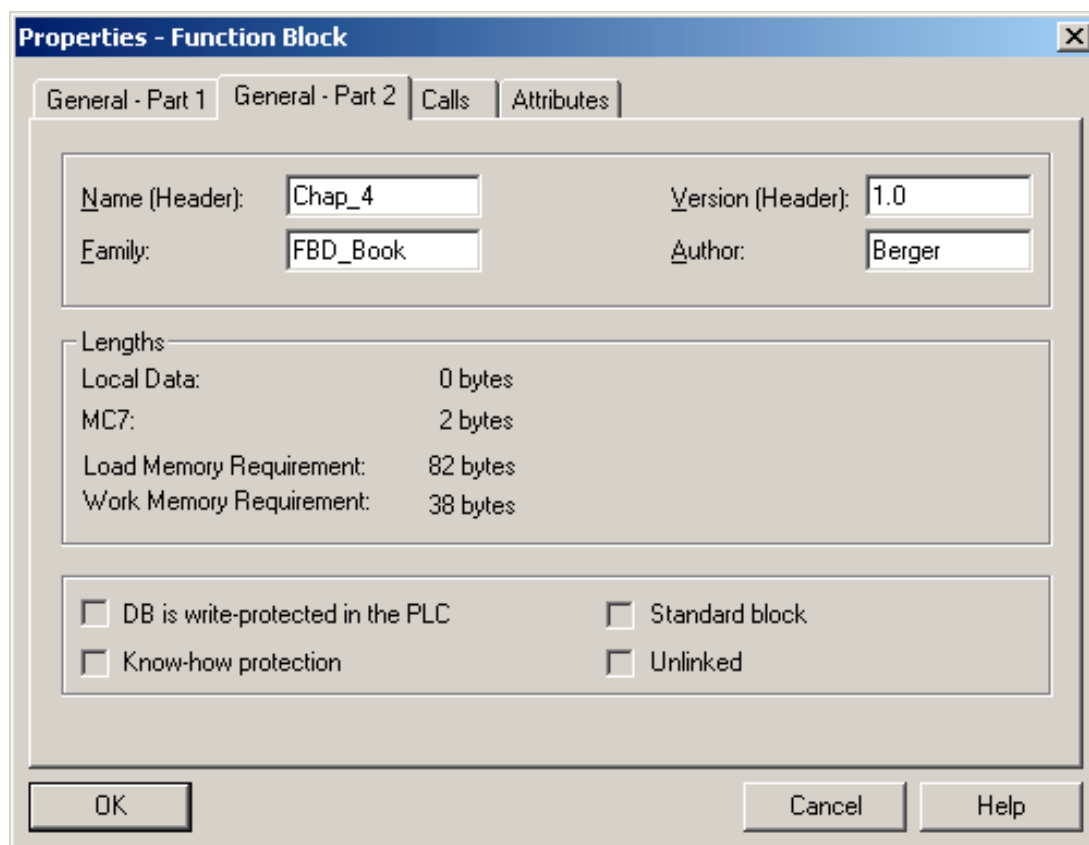 Properties - Function Block
General - Part 1 General - Part 2 Calls Attributes
Name (Header): Chap_4 Version (Header): 1.0
Family: FBD_Book Author: Berger
Lengths
Local Data: 0 bytes
MC7: 2 bytes
Load Memory Requirement: 82 bytes
Work Memory Requirement: 38 bytes
DB is write-protected in the PLC Standard block
Know-how protection Unlinked
OK Cancel Help